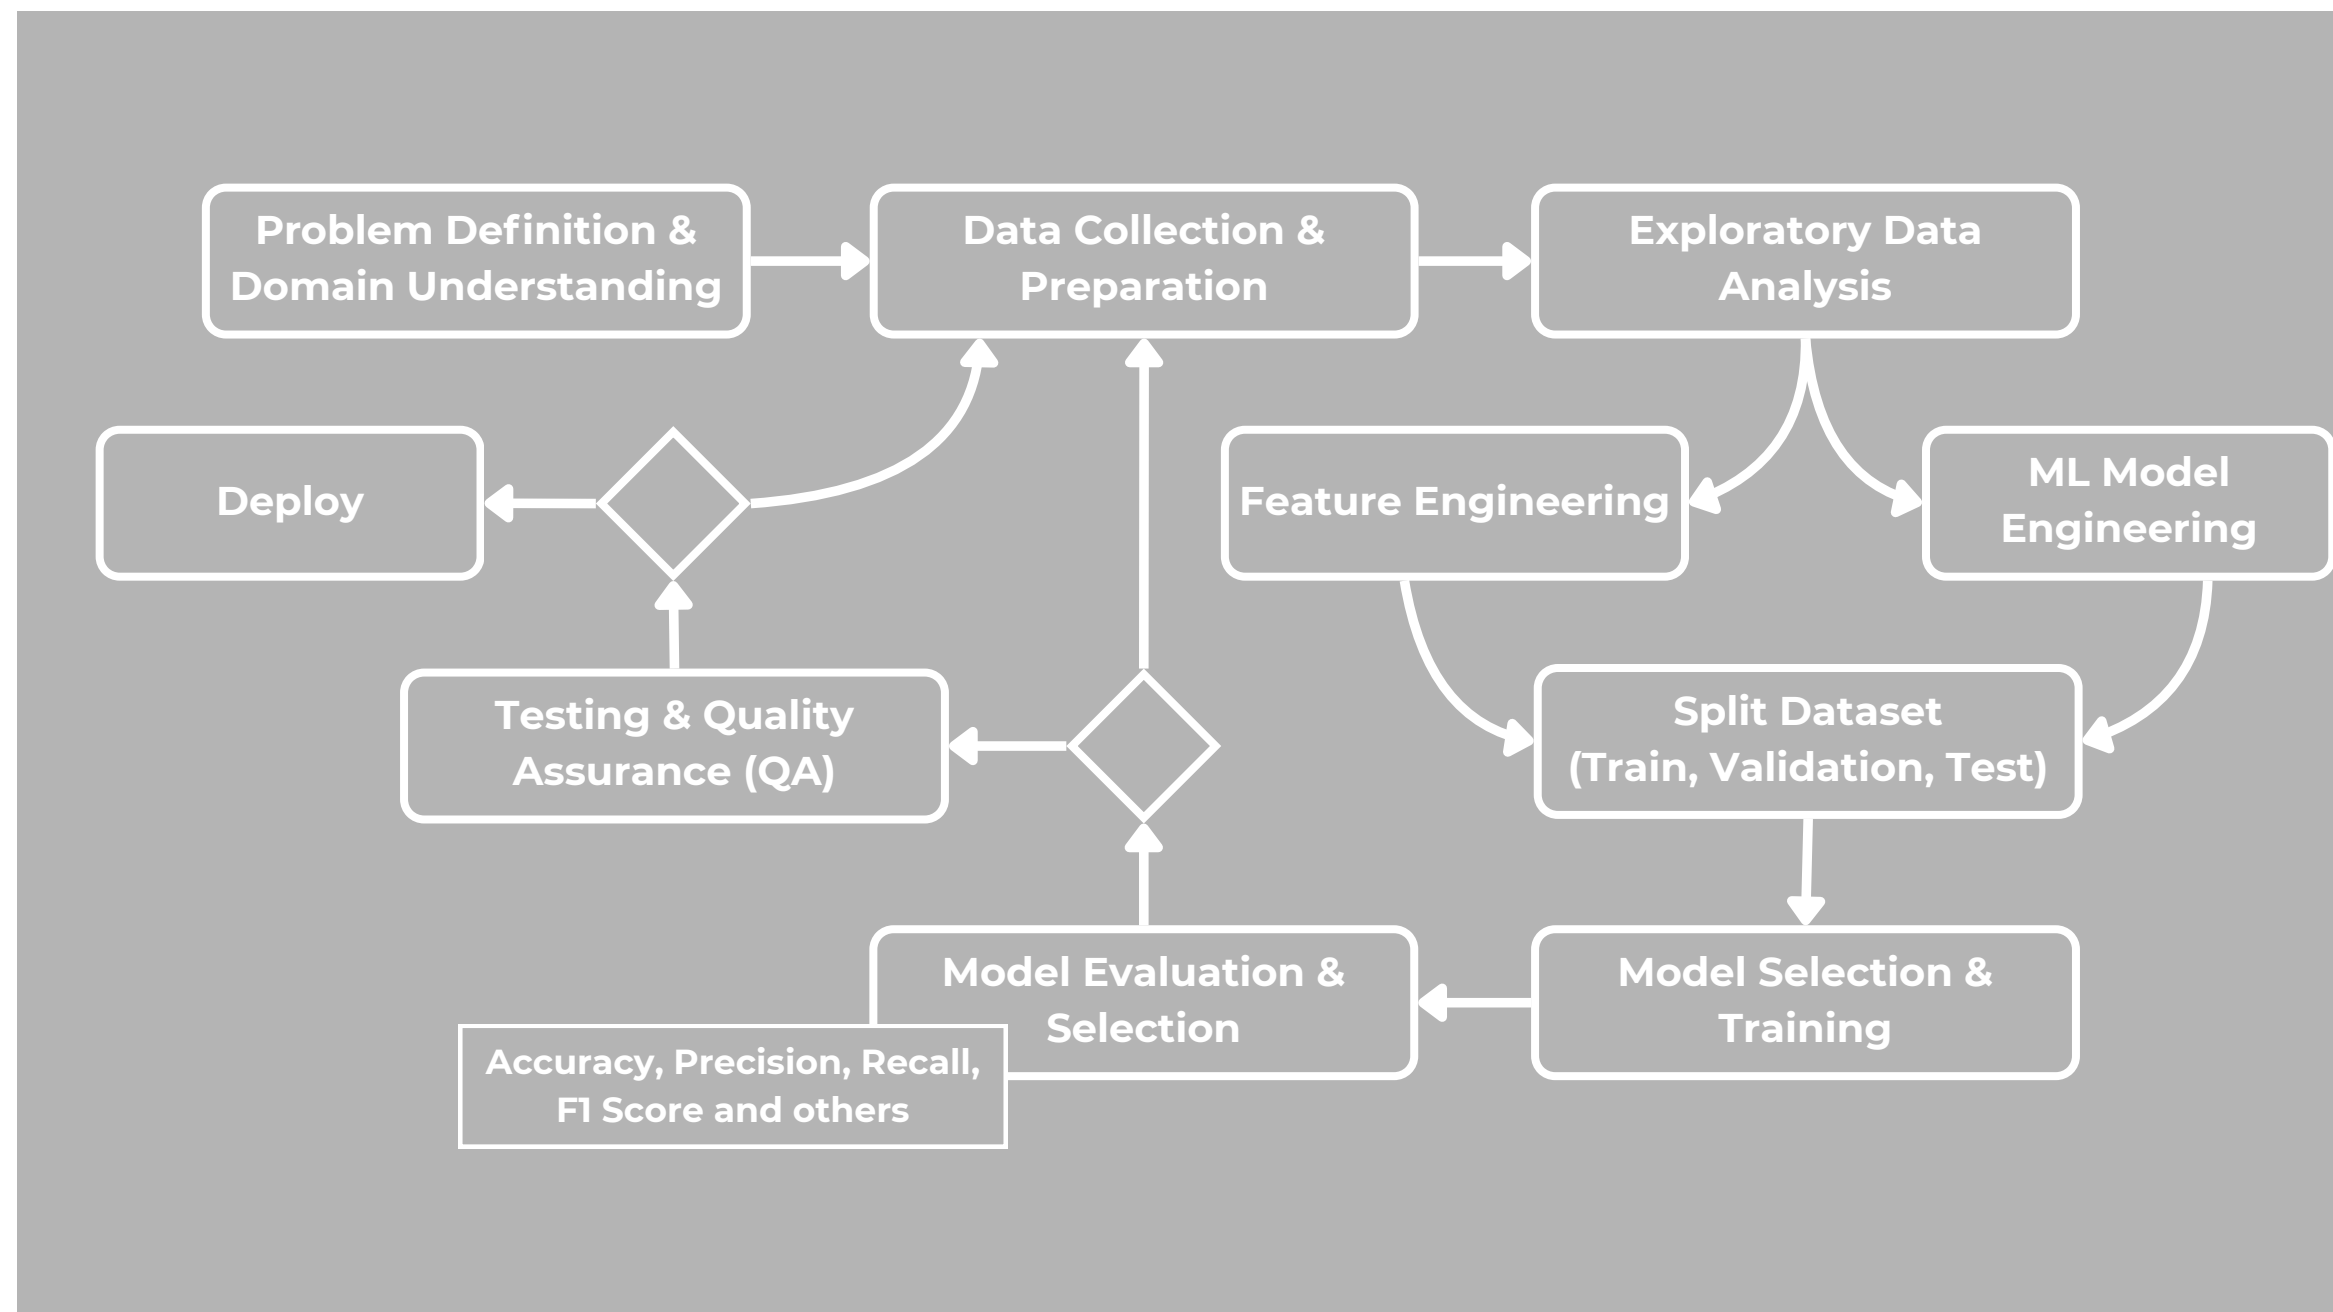 Problem Definition &
Domain Understanding
Data Collection &
Preparation
Exploratory Data
Analysis
Deploy
Feature Engineering
ML Model
Engineering
Testing & Quality
Assurance (QA)
Split Dataset
(Train, Validation, Test)
Model Evaluation &
Selection
Model Selection &
Training
Accuracy, Precision, Recall,
F1 Score and others